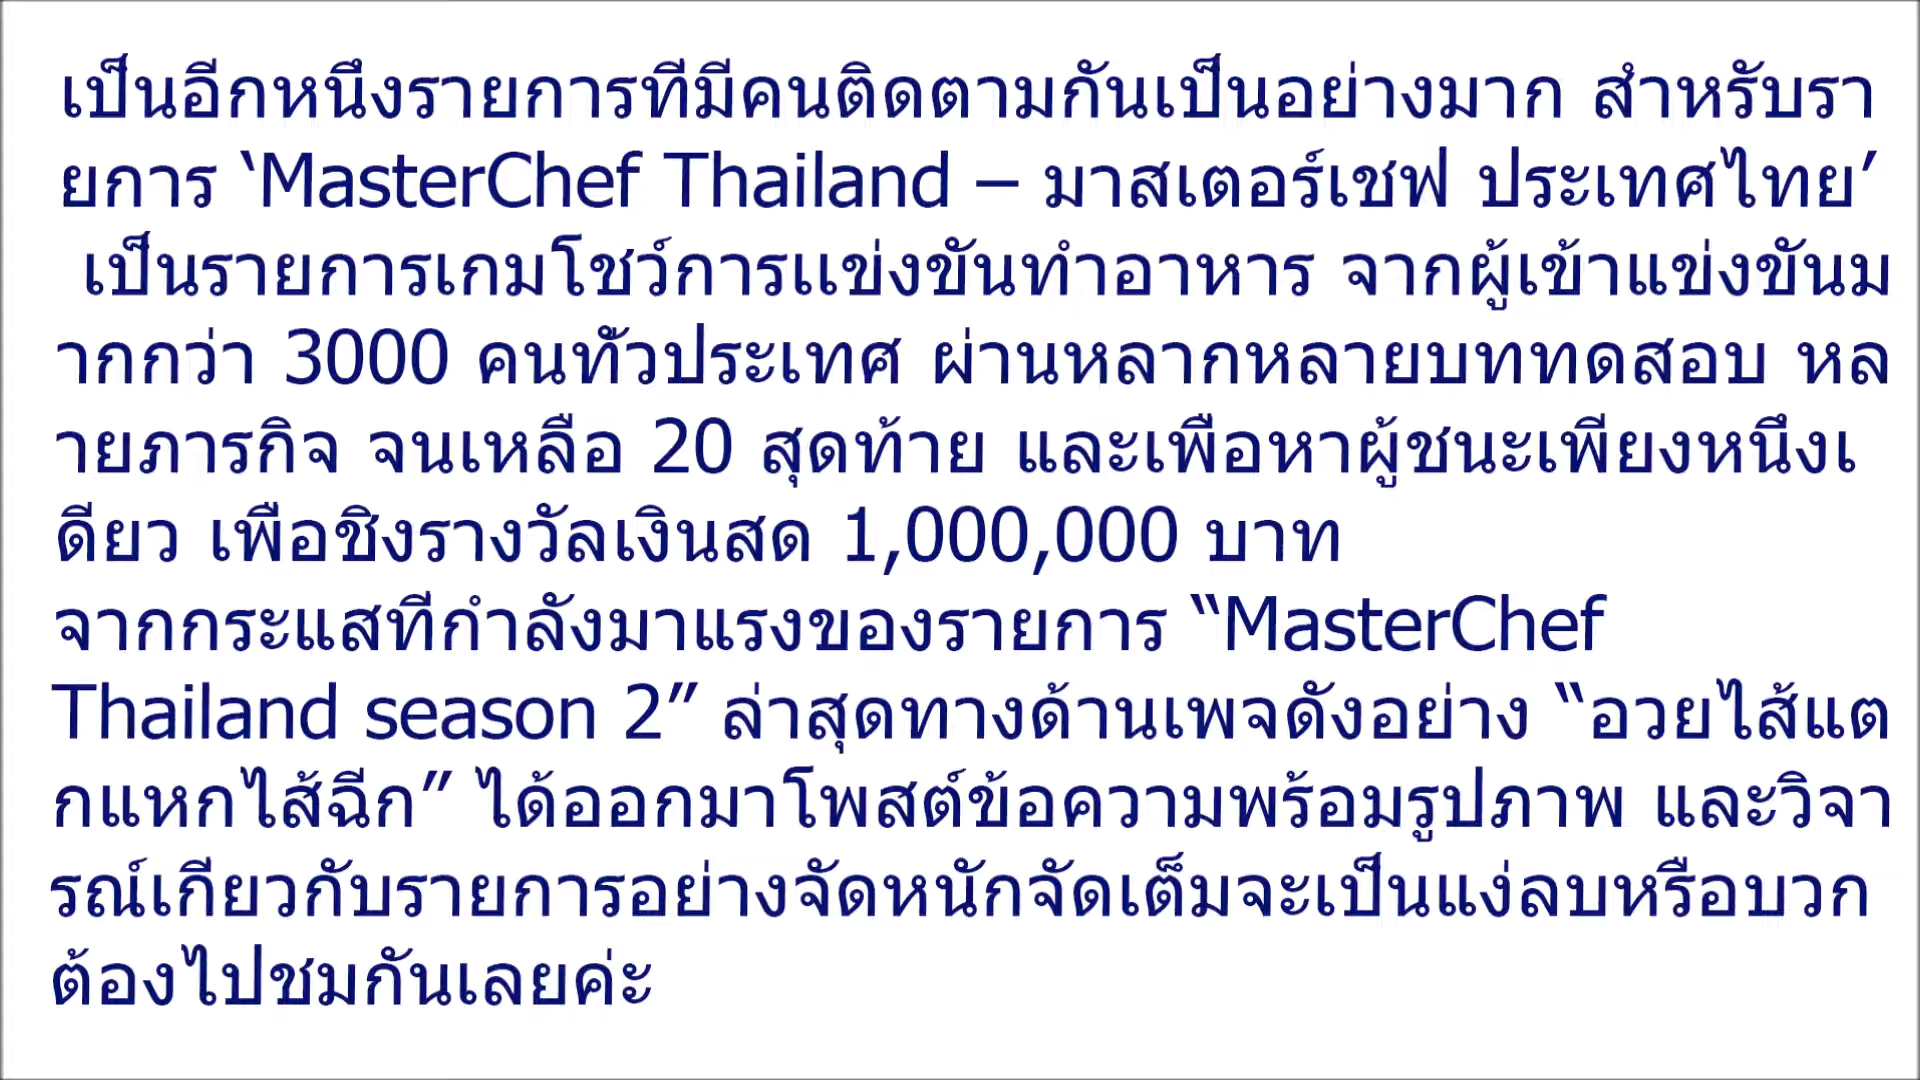 เป็นอีกหนึ่งรายการที่มีคนติดตามกันเป็นอย่างมาก สำหรับรา
ยการ ‘MasterChef Thailand – มาสเตอร์เชฟ ประเทศไทย’
เป็นรายการเกมโชว์การแข่งขันทำอาหาร จากผู้เข้าแข่งขันม
ากกว่า 3000 คนทั่วประเทศ ผ่านหลากหลายบททดสอบ หล
ายภารกิจ จนเหลือ 20 สุดท้าย และเพื่อหาผู้ชนะเพียงหนึ่งเ
ดียว เพื่อชิงรางวัลเงินสด 1,000,000 บาท
จากกระแสที่กำลังมาแรงของรายการ “MasterChef
Thailand season 2” ล่าสุดทางด้านเพจดังอย่าง “อวยไส้แต
กแหกไส้ฉีก” ได้ออกมาโพสต์ข้อความพร้อมรูปภาพ และวิจา
รณ์เกี่ยวกับรายการอย่างจัดหนักจัดเต็มจะเป็นแง่ลบหรือบวก
ต้องไปชมกันเลยค่ะ